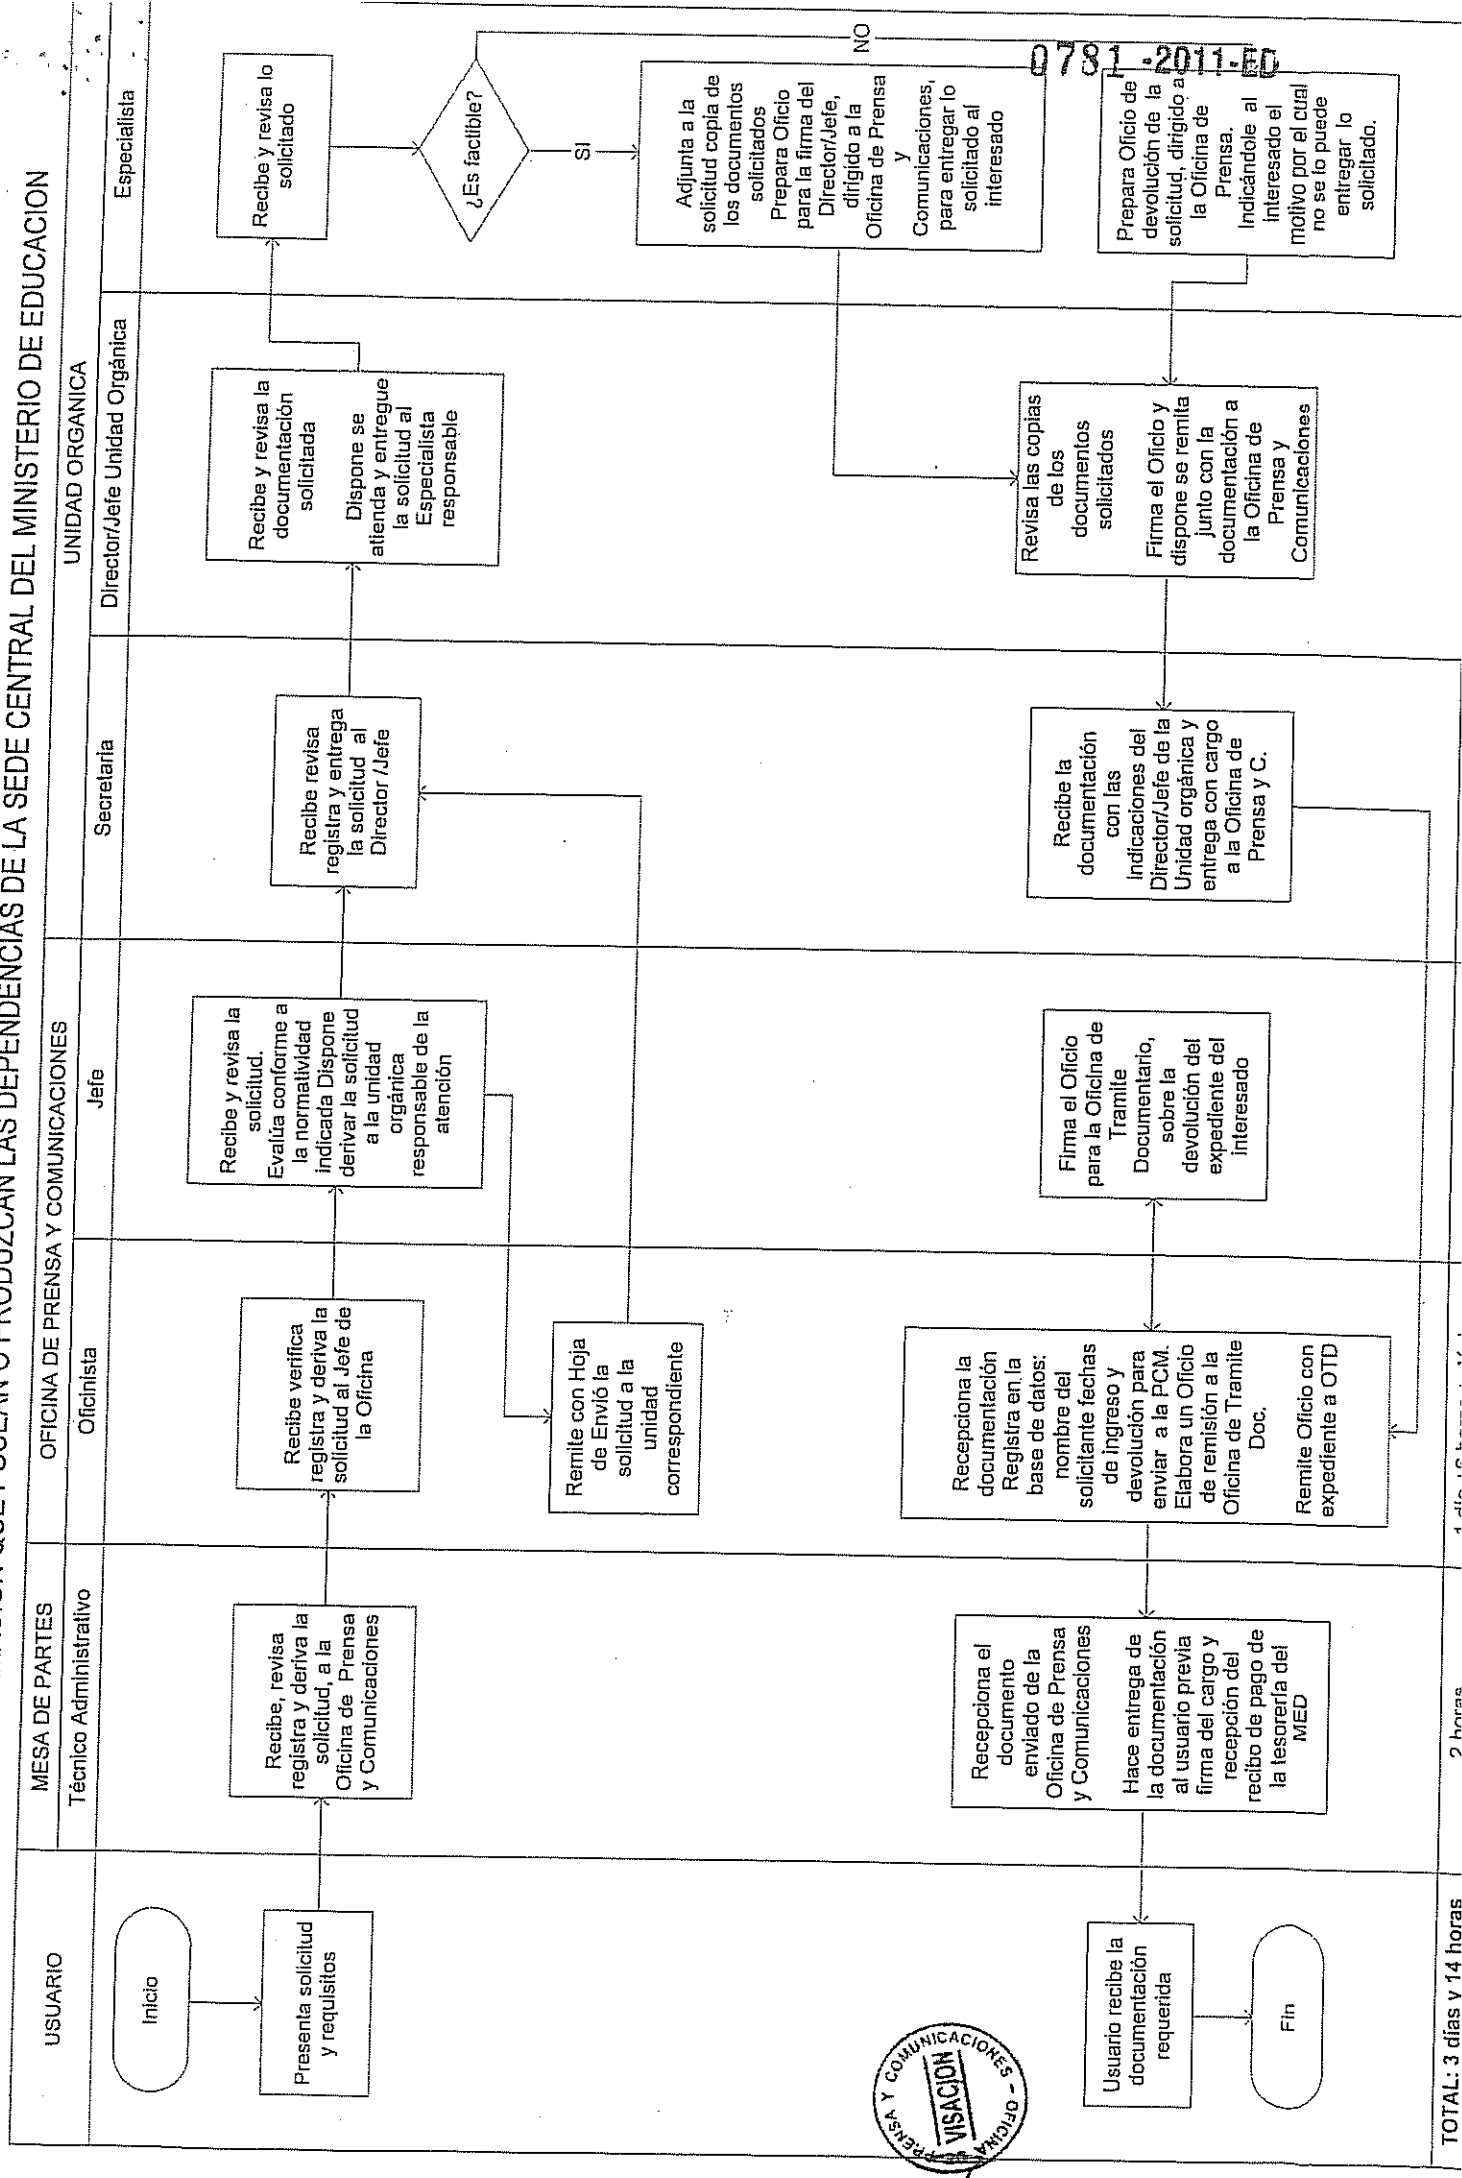 QUE POSEAN O PRODUZCAN LAS DEPENDENCIAS DE LA SEDE CENTRAL DEL MINISTERIO DE EDUCACION
USUARIO
MESA DE PARTES
OFICINA DE PRENSA Y COMUNICACIONES
UNIDAD ORGANICA
Técnico Administrativo
Oficinista
Jefe
Secretaria
Director/Jefe Unidad Orgánica
Especialista
Inicio
Presenta solicitud
y requisitos
Recibe, revisa
registra y deriva la
solicitud, a la
Oficina de Prensa
y Comunicaciones
Recibe verifica
registra y deriva la
solicitud al Jefe de
la Oficina
Recibe y revisa la
solicitud.
Evalúa conforme a
la normatividad
indicada Dispone
derivar la solicitud
a la unidad
orgánica
responsable de la
atención
Remite con Hoja
de Envió la
solicitud a la
unidad
correspondiente
Recibe revisa
registra y entrega
la solicitud al
Director /Jefe
Recibe y revisa la
documentación
solicitada
Dispone se
atienda y entregue
la solicitud al
Especialista
responsable
Recibe y revisa lo
solicitado
¿Es factible?
SI
NO
Adjunta a la
solicitud copia de
los documentos
solicitados
Prepara Oficio
para la firma del
Director/Jefe,
dirigido a la
Oficina de Prensa
y
Comunicaciones,
para entregar lo
solicitado al
interesado
0781-2011-ED
Prepara Oficio de
devolución de la
solicitud, dirigido a
la Oficina de
Prensa.
Indicándole al
interesado el
motivo por el cual
no se lo puede
entregar lo
solicitado.
Revisa las copias
de los
documentos
solicitados
Firma el Oficio y
dispone se remita
junto con la
documentación a
la Oficina de
Prensa y
Comunicaciones
Recibe la
documentación
con las
Indicaciones del
Director/Jefe de la
Unidad orgánica y
entrega con cargo
a la Oficina de
Prensa y C.
Firma el Oficio
para la Oficina de
Tramite
Documentario,
sobre la
devolución del
expediente del
interesado
Recepciona la
documentación
Registra en la
base de datos:
nombre del
solicitante fechas
de ingreso y
devolución para
enviar a la PCM.
Elabora un Oficio
de remisión a la
Oficina de Tramite
Doc.
Remite Oficio con
expediente a OTD
Recepciona el
documento
enviado de la
Oficina de Prensa
y Comunicaciones
Hace entrega de
la documentación
al usuario previa
firma del cargo y
recepción del
recibo de pago de
la tesorería del
MED
Usuario recibe la
documentación
requerida
Fin
PRENSA Y COMUNICACIONES - OFICINA
VISACION
TOTAL: 3 días y 14 horas
2 horas